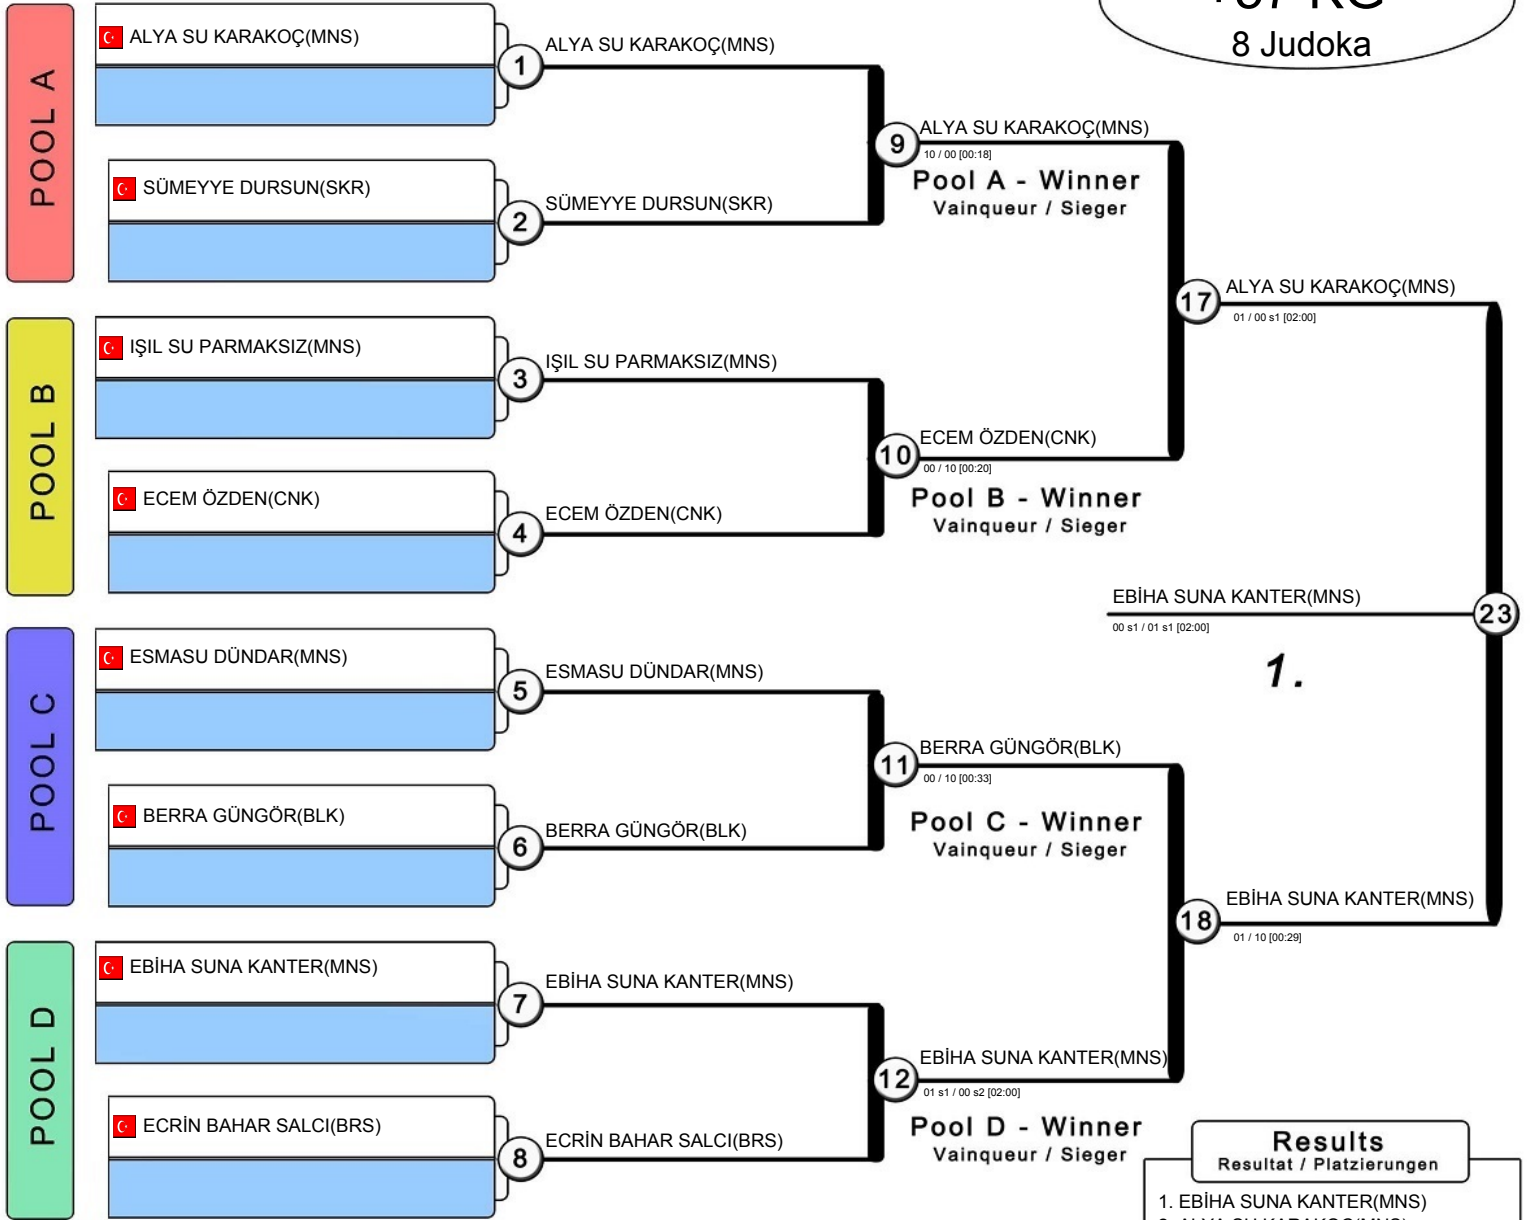 8 Judoka
POOL A
ALYA SU KARAKOÇ(MNS)
1
ALYA SU KARAKOÇ(MNS)
SÜMEYYE DURSUN(SKR)
2
SÜMEYYE DURSUN(SKR)
9
ALYA SU KARAKOÇ(MNS)
10 / 00 [00:18]
Pool A - Winner
Vainqueur / Sieger
POOL B
IŞIL SU PARMAKSIZ(MNS)
3
IŞIL SU PARMAKSIZ(MNS)
ECEM ÖZDEN(CNK)
4
ECEM ÖZDEN(CNK)
10
ECEM ÖZDEN(CNK)
00 / 10 [00:20]
Pool B - Winner
Vainqueur / Sieger
17
ALYA SU KARAKOÇ(MNS)
01 / 00 s1 [02:00]
EBİHA SUNA KANTER(MNS)
23
00 s1 / 01 s1 [02:00]
1.
POOL C
ESMASU DÜNDAR(MNS)
5
ESMASU DÜNDAR(MNS)
BERRA GÜNGÖR(BLK)
6
BERRA GÜNGÖR(BLK)
11
BERRA GÜNGÖR(BLK)
00 / 10 [00:33]
Pool C - Winner
Vainqueur / Sieger
18
EBİHA SUNA KANTER(MNS)
01 / 10 [00:29]
POOL D
EBİHA SUNA KANTER(MNS)
7
EBİHA SUNA KANTER(MNS)
ECRİN BAHAR SALCI(BRS)
8
ECRİN BAHAR SALCI(BRS)
12
EBİHA SUNA KANTER(MNS)
01 s1 / 00 s2 [02:00]
Pool D - Winner
Vainqueur / Sieger
Results
Resultat / Platzierungen
1. EBİHA SUNA KANTER(MNS)